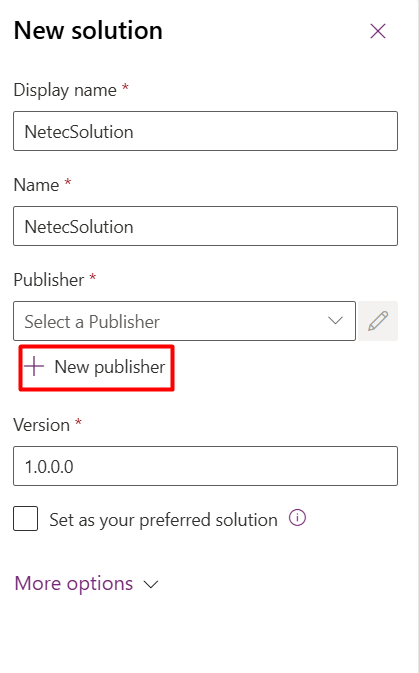 New solution
Display name *
NetecSolution
Name *
NetecSolution
Publisher *
Select a Publisher
New publisher
Version *
1.0.0.0
Set as your preferred solution
More options